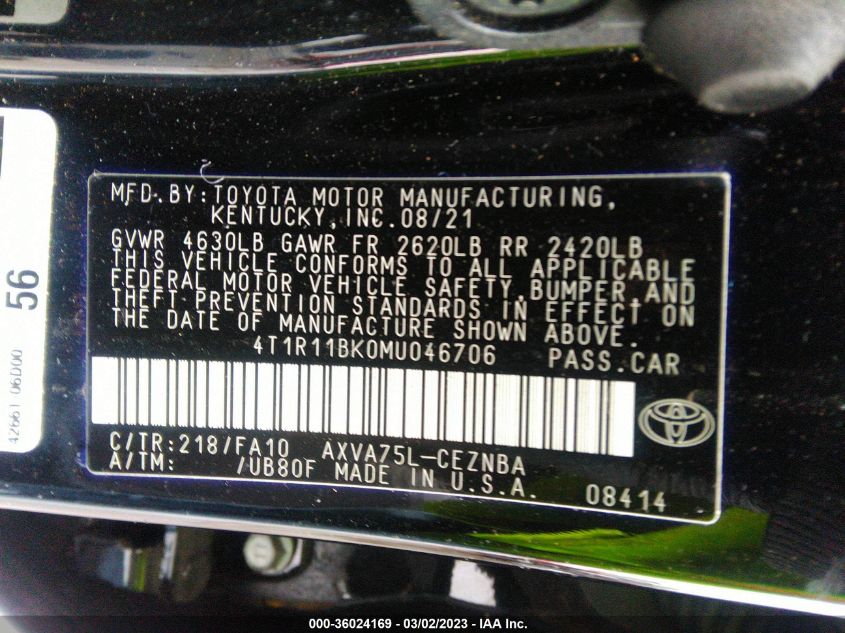 MFD.BY:TOYOTA MOTOR MANUFACTURING,
KENTUCKY,INC.08/21
GVWR 4630LB GAWR FR 2620LB RR 2420LB
THIS VEHICLE CONFORMS TO ALL APPLICABLE
FEDERAL MOTOR VEHICLE SAFETY,BUMPER,AND
THEFT PREVENTION STANDARDS IN EFFECT ON
THE DATE OF MANUFACTURE SHOWN ABOVE.
4T1R11BK0MU046706 PASS.CAR
C/TR:218/FA10 AXVA75L-CEZNBA
A/TM: /UB80F MADE IN U.S.A. 08414
56
42661 06D00
000-36024169 - 03/02/2023 - IAA Inc.